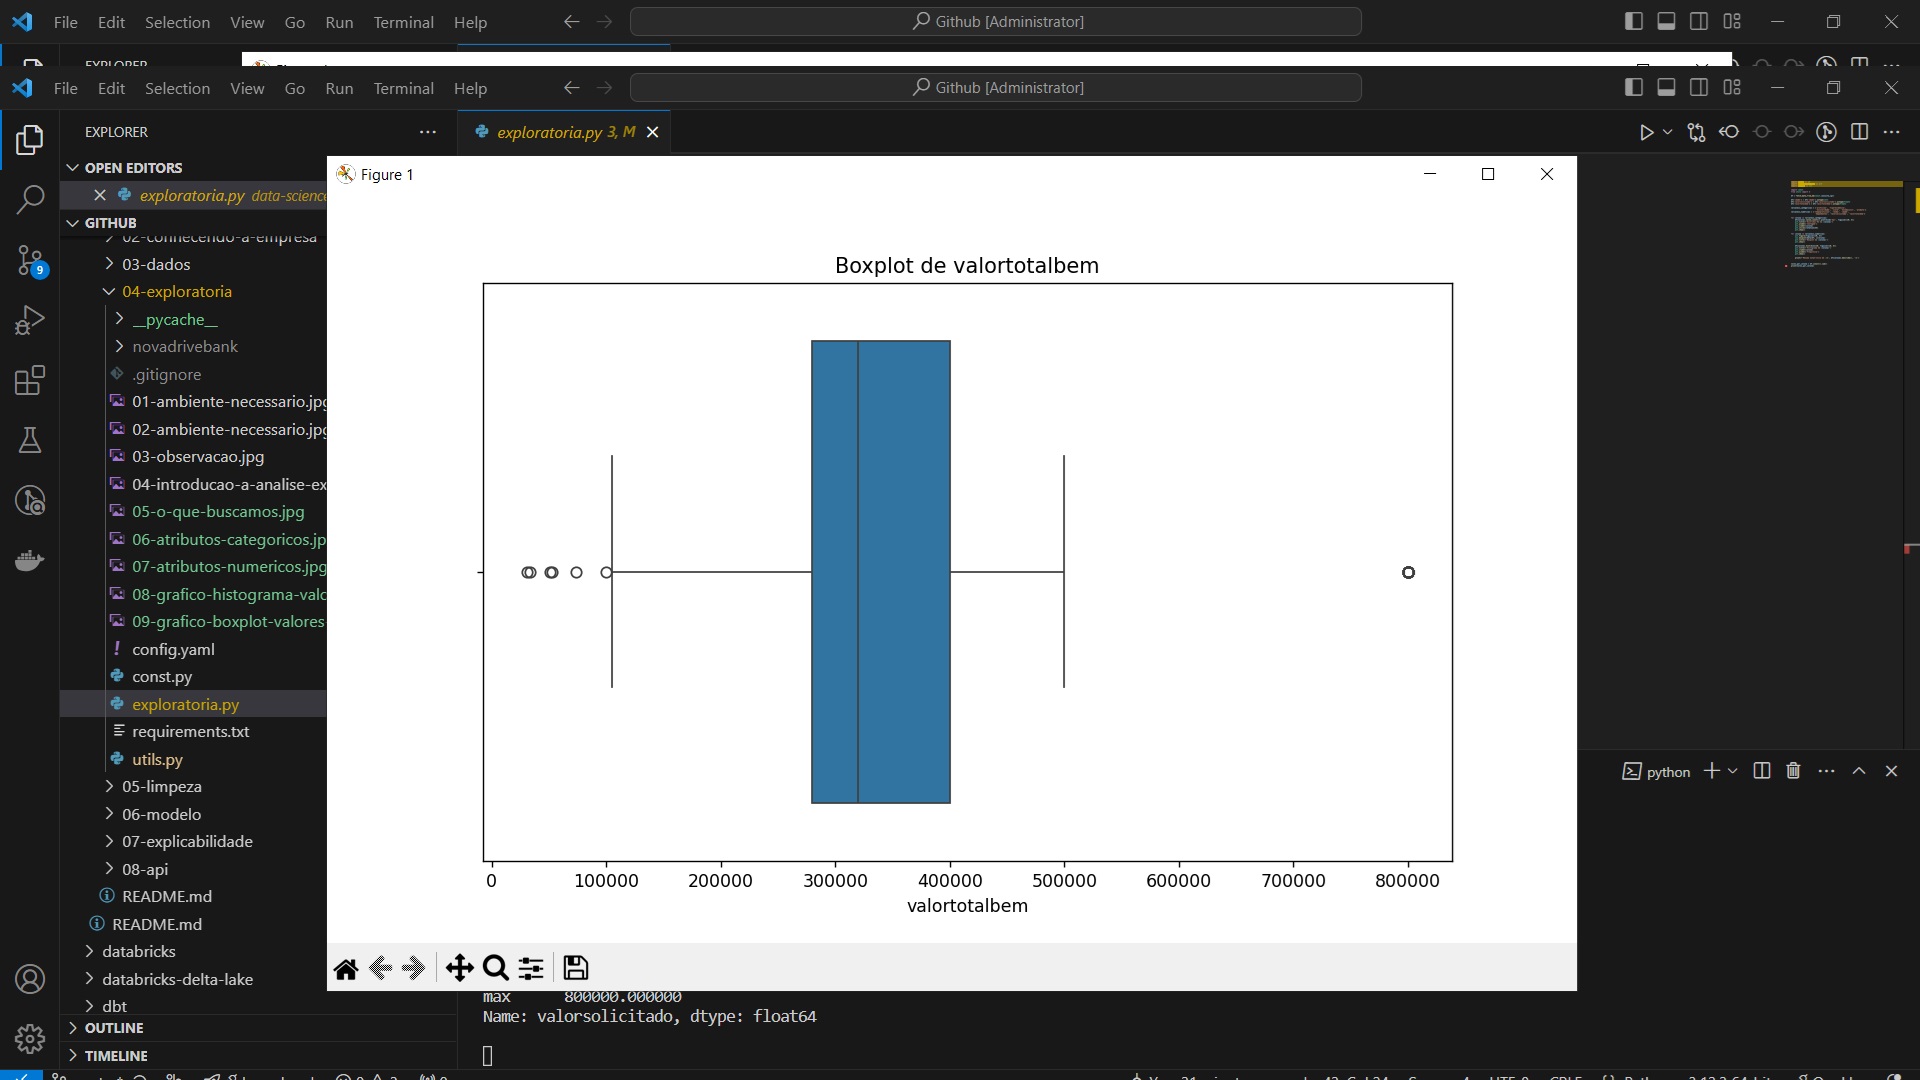 File Edit Selection View Go Run Terminal Help
Github [Administrator]
File Edit Selection View Go Run Terminal Help
Github [Administrator]
EXPLORER
exploratoria.py 3, M
OPEN EDITORS
exploratoria.py data-science
GITHUB
02-conhecendo-a-empresa
03-dados
04-exploratoria
__pycache__
novadrivebank
.gitignore
01-ambiente-necessario.jpg
02-ambiente-necessario.jpg
03-observacao.jpg
04-introducao-a-analise-ex
05-o-que-buscamos.jpg
06-atributos-categoricos.jp
07-atributos-numericos.jpg
08-grafico-histograma-valo
09-grafico-boxplot-valores
config.yaml
const.py
exploratoria.py
requirements.txt
utils.py
05-limpeza
06-modelo
07-explicabilidade
08-api
README.md
README.md
databricks
databricks-delta-lake
dbt
OUTLINE
TIMELINE
9
Figure 1
Boxplot de valortotalbem
0 100000 200000 300000 400000 500000 600000 700000 800000
valortotalbem
python
max 800000.000000
Name: valorsolicitado, dtype: float64